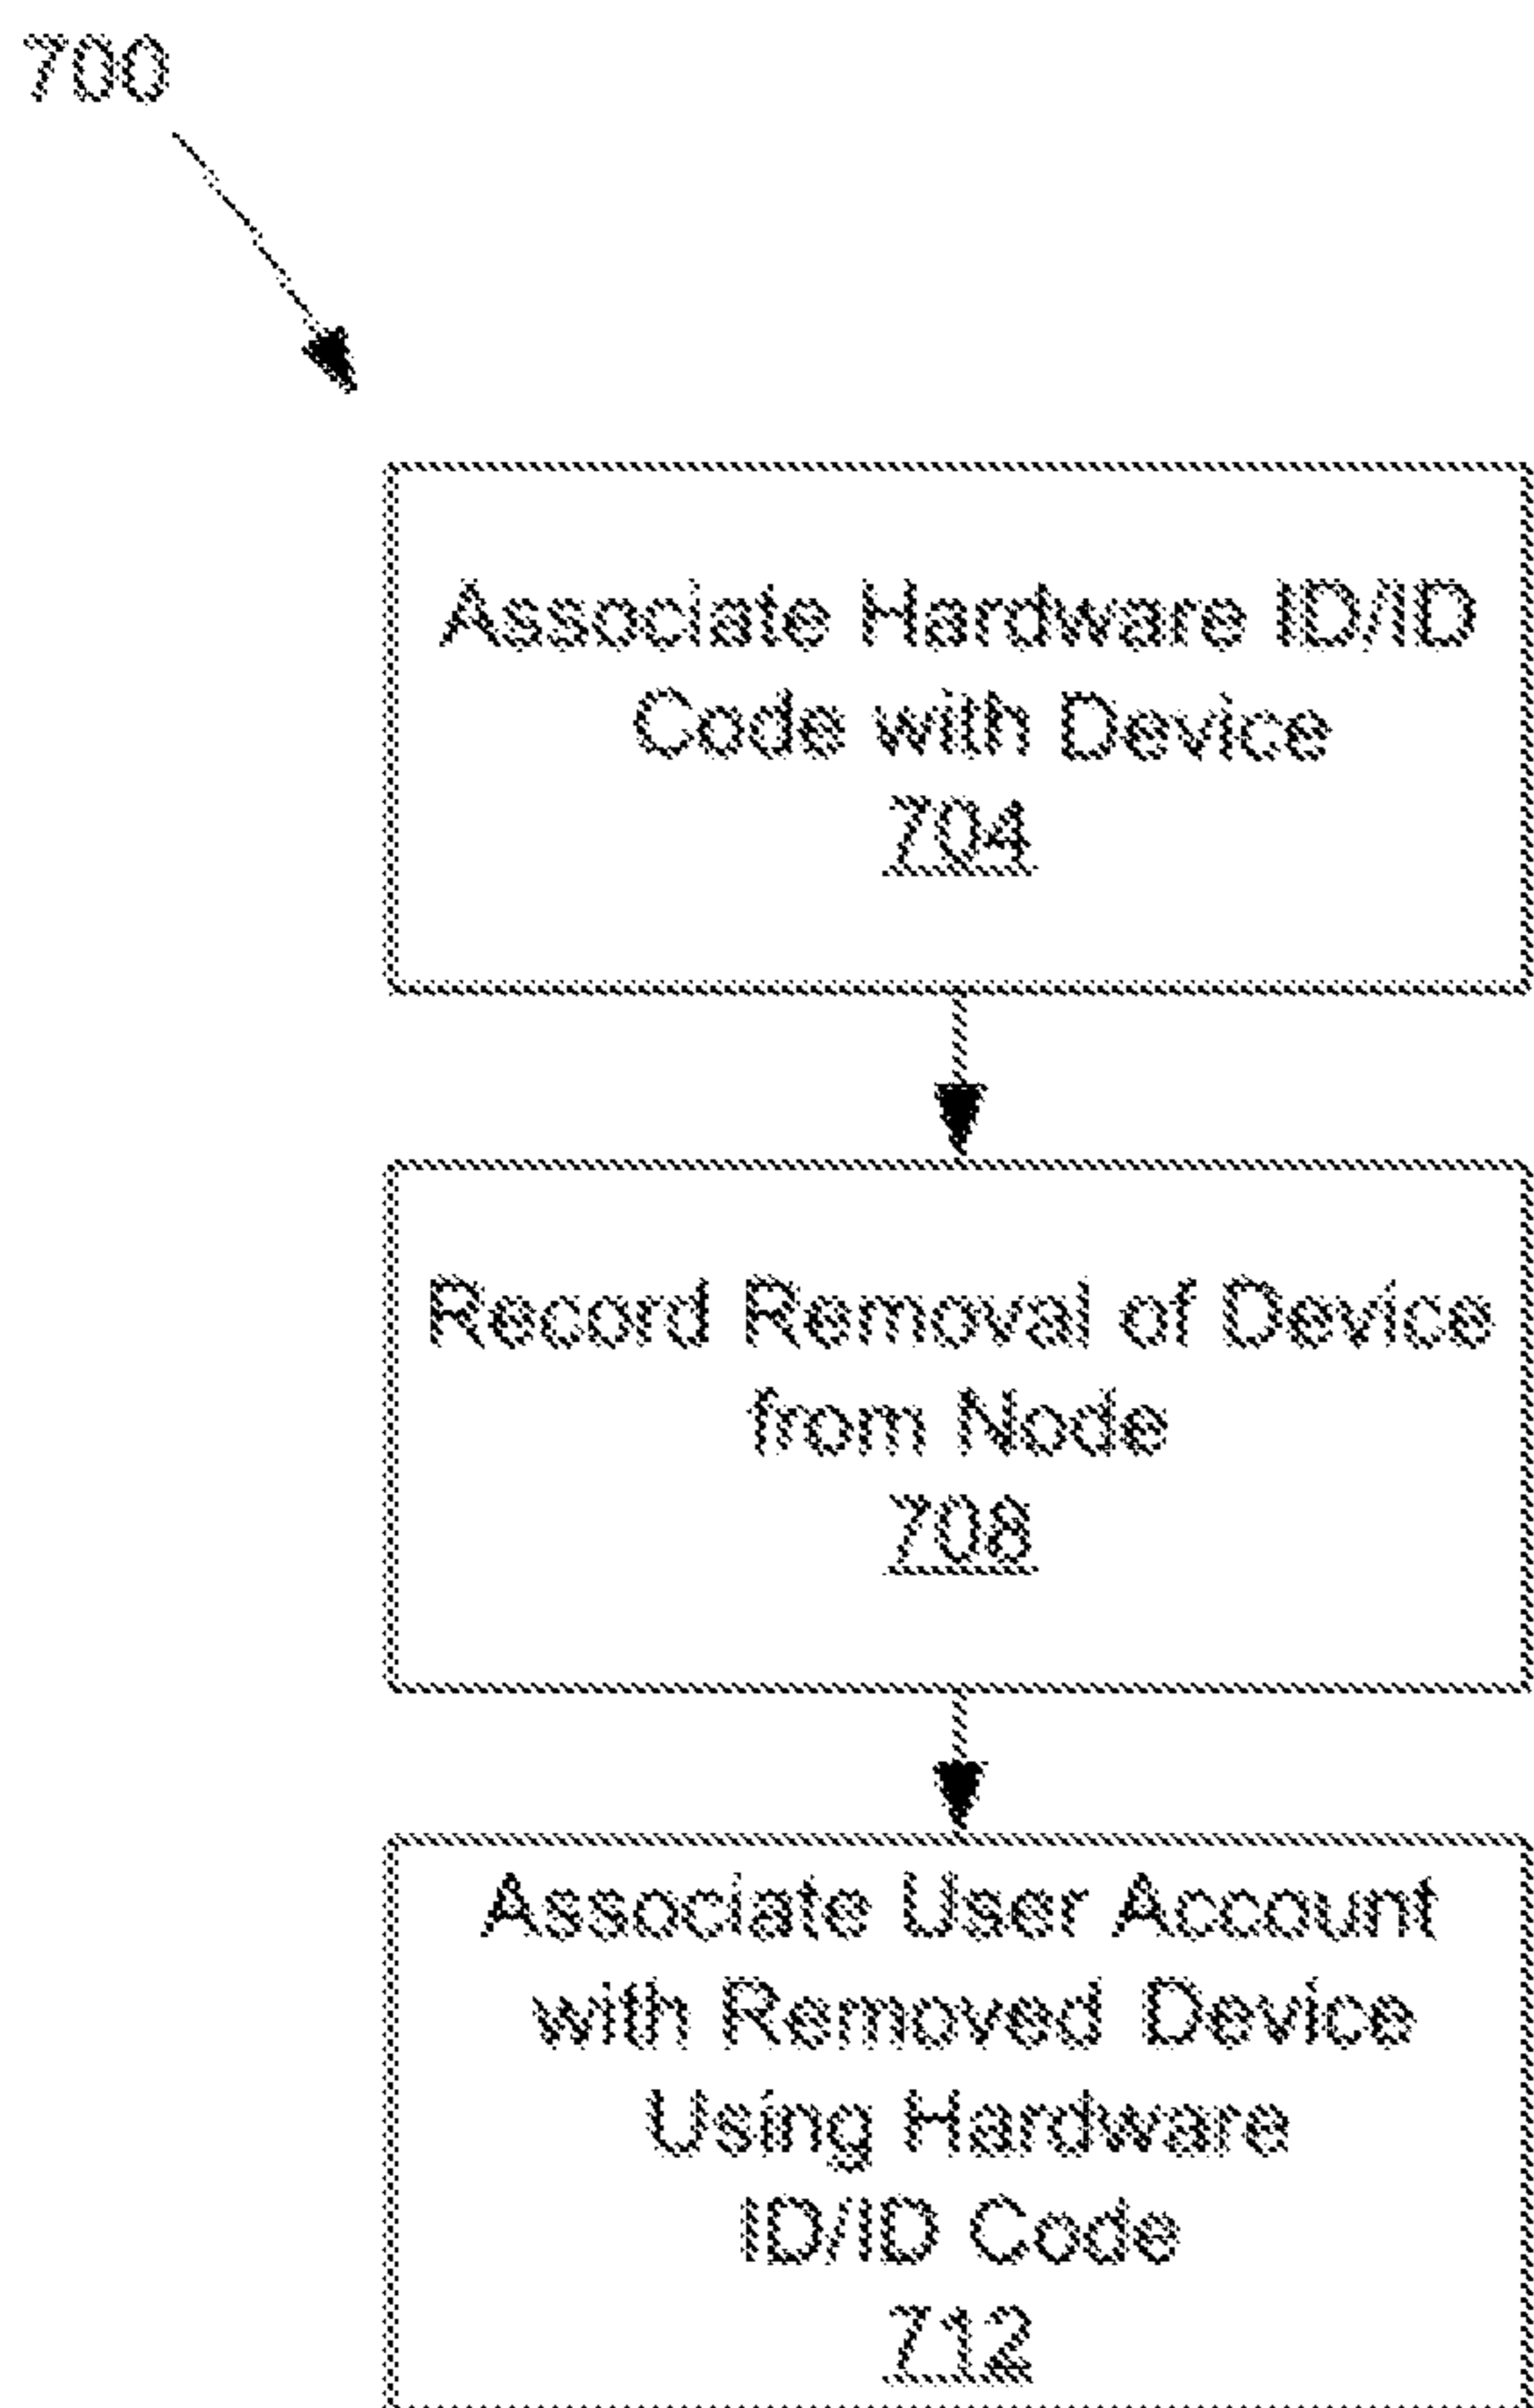 700
Associate Hardware ID/ID
Code with Device
704
Record Removal of Device
from Node
708
Associate User Account
with Removed Device
Using Hardware
ID/ID Code
712